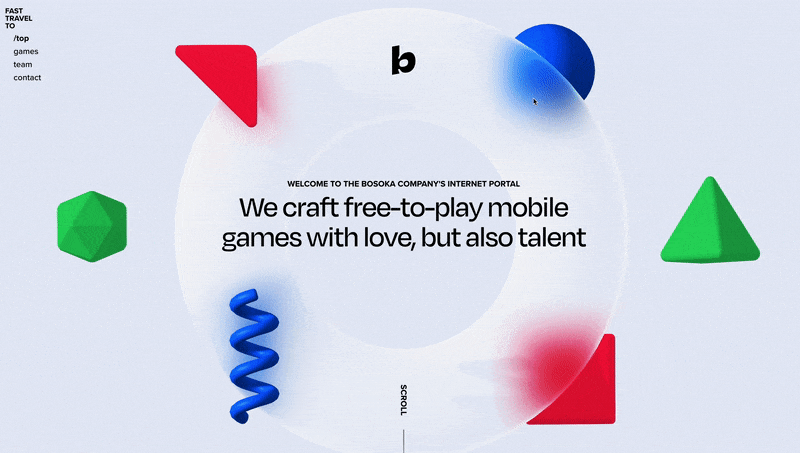 FAST
TRAVEL
TO
/top
games
team
contact
b
WELCOME TO THE BOSOKA COMPANY'S INTERNET PORTAL
We craft free-to-play mobile
games with love, but also talent
SCROLL